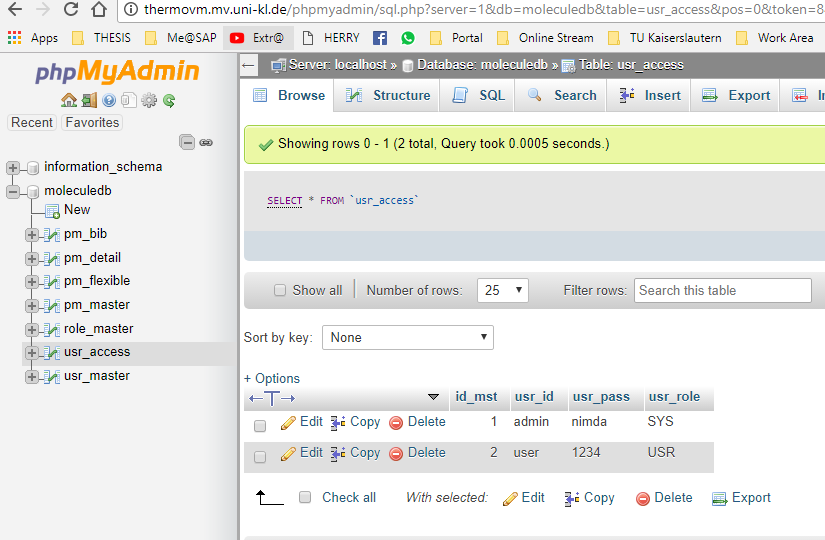 thermovm.mv.uni-kl.de/phpmyadmin/sql.php?server=1&db=moleculedb&table=usr_access&pos=0&token=8
Apps THESIS Me@SAP Extr@ HERRY Portal Online Stream TU Kaiserslautern Work Area
phpMyAdmin
Recent Favorites
information_schema
moleculedb
New
pm_bib
pm_detail
pm_flexible
pm_master
role_master
usr_access
usr_master
Server: localhost » Database: moleculedb » Table: usr_access
Browse Structure SQL Search Insert Export
Showing rows 0 - 1 (2 total, Query took 0.0005 seconds.)
SELECT * FROM `usr_access`
Show all Number of rows: 25 Filter rows: Search this table
Sort by key: None
+ Options
id_mst usr_id usr_pass usr_role
Edit Copy Delete 1 admin nimda SYS
Edit Copy Delete 2 user 1234 USR
Check all With selected: Edit Copy Delete Export